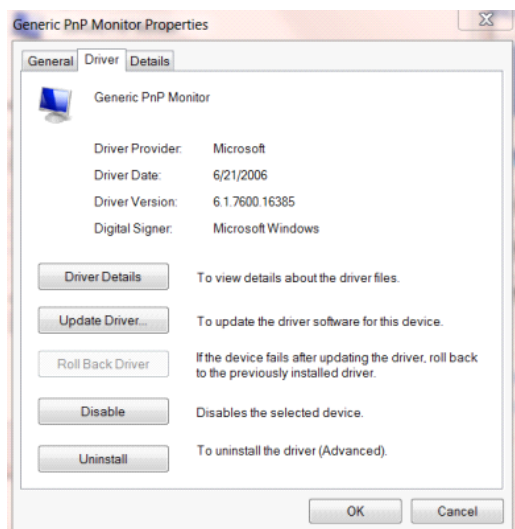 Generic PnP Monitor Properties
General Driver Details
Generic PnP Monitor
Driver Provider: Microsoft
Driver Date: 6/21/2006
Driver Version: 6.1.7600.16385
Digital Signer: Microsoft Windows
Driver Details To view details about the driver files.
Update Driver... To update the driver software for this device.
Roll Back Driver If the device fails after updating the driver, roll back
to the previously installed driver.
Disable Disables the selected device.
Uninstall To uninstall the driver (Advanced).
OK Cancel